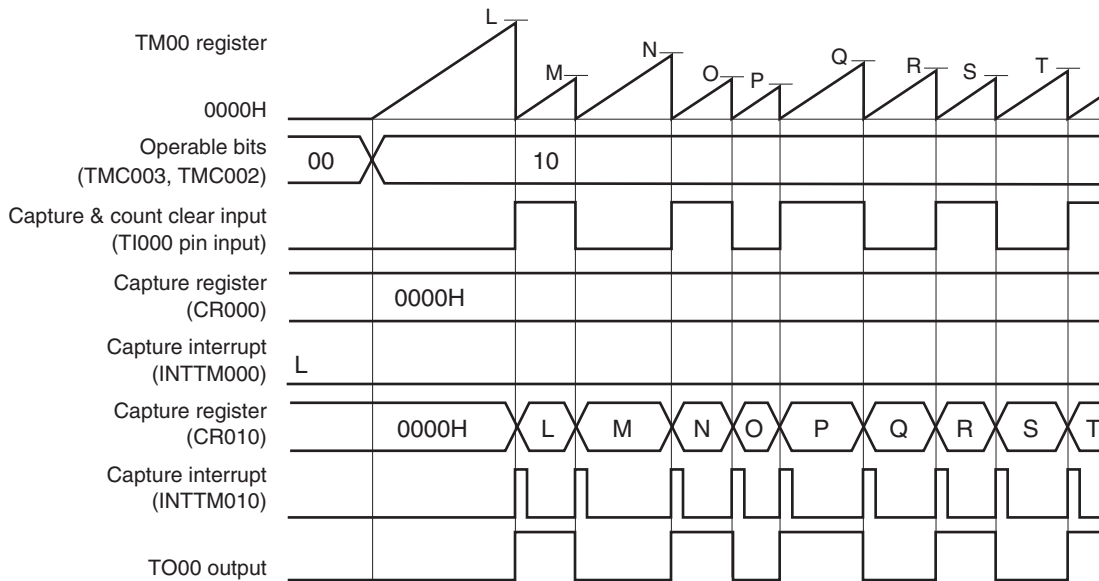 L
TM00 register
N
M
O
P
Q
R
S
T
0000H
Operable bits
(TMC003, TMC002)
00
10
Capture & count clear input
(TI000 pin input)
Capture register
(CR000)
0000H
Capture interrupt
(INTTM000)
L
Capture register
(CR010)
0000H
L
M
N
O
P
Q
R
S
T
Capture interrupt
(INTTM010)
TO00 output